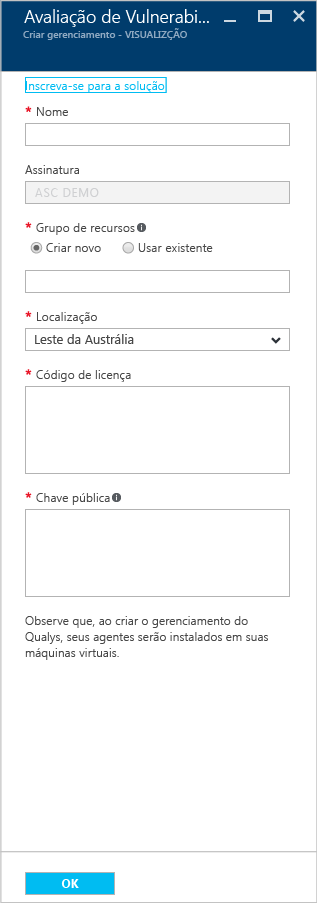 Avaliação de Vulnerabi...
Criar gerenciamento - VISUALIZÇÃO
Inscreva-se para a solução
* Nome
Assinatura
ASC DEMO
* Grupo de recursos
Criar novo Usar existente
* Localização
Leste da Austrália
* Código de licença
* Chave pública
Observe que, ao criar o gerenciamento do
Qualys, seus agentes serão instalados em suas
máquinas virtuais.
OK